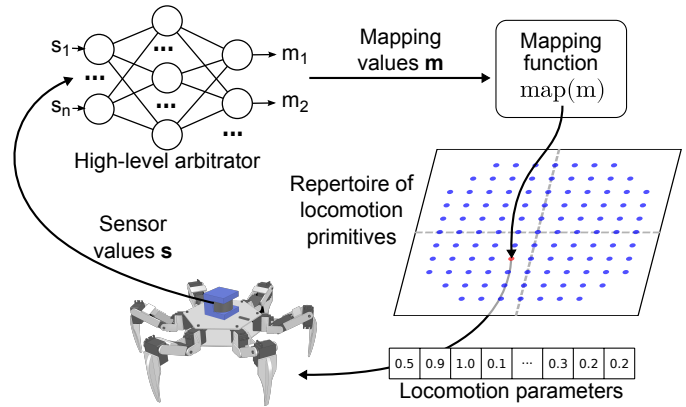 s1
...
sn
...
...
m1
m2
...
High-level arbitrator
Mapping
values m
Mapping
function
map(m)
Repertoire of
locomotion
primitives
Sensor
values s
0.5 0.9 1.0 0.1 ... 0.3 0.2 0.2
Locomotion parameters